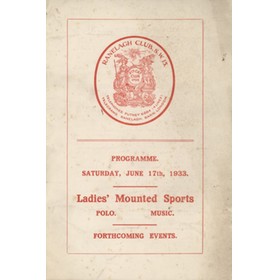 RANELAGH CLUB, S.W.13.
PROGRAMME.
SATURDAY, JUNE 17th, 1933.
Ladies' Mounted Sports
POLO. MUSIC.
FORTHCOMING EVENTS.